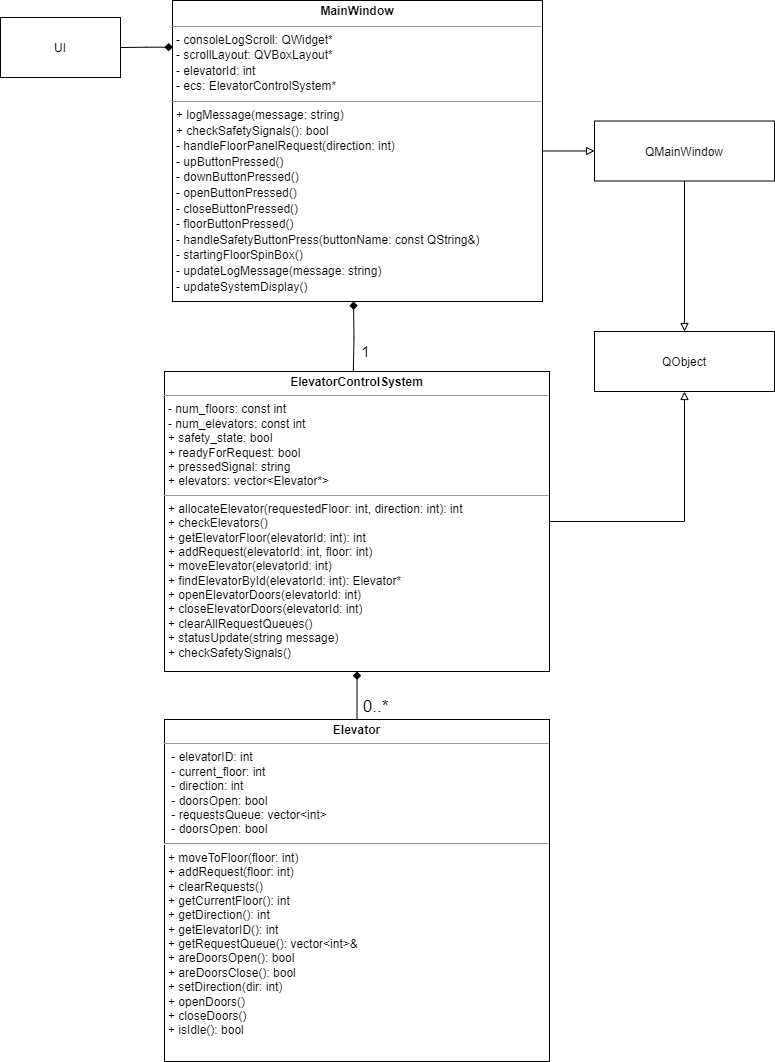 MainWindow
UI
- consoleLogScroll: QWidget*
- scrollLayout: QVBoxLayout*
- elevatorId: int
- ecs: ElevatorControlSystem*
+ logMessage(message: string)
+ checkSafetySignals(): bool
- handleFloorPanelRequest(direction: int)
- upButtonPressed()
- downButtonPressed()
- openButtonPressed()
- closeButtonPressed()
- floorButtonPressed()
- handleSafetyButtonPress(buttonName: const QString&)
- startingFloorSpinBox()
- updateLogMessage(message: string)
- updateSystemDisplay()
QMainWindow
1
QObject
ElevatorControlSystem
- num_floors: const int
- num_elevators: const int
+ safety_state: bool
+ readyForRequest: bool
+ pressedSignal: string
+ elevators: vector<Elevator*>
+ allocateElevator(requestedFloor: int, direction: int): int
+ checkElevators()
+ getElevatorFloor(elevatorId: int): int
+ addRequest(elevatorId: int, floor: int)
+ moveElevator(elevatorId: int)
+ findElevatorById(elevatorId: int): Elevator*
+ openElevatorDoors(elevatorId: int)
+ closeElevatorDoors(elevatorId: int)
+ clearAllRequestQueues()
+ statusUpdate(string message)
+ checkSafetySignals()
0..*
Elevator
- elevatorID: int
- current_floor: int
- direction: int
- doorsOpen: bool
- requestsQueue: vector<int>
- doorsOpen: bool
+ moveToFloor(floor: int)
+ addRequest(floor: int)
+ clearRequests()
+ getCurrentFloor(): int
+ getDirection(): int
+ getElevatorID(): int
+ getRequestQueue(): vector<int>&
+ areDoorsOpen(): bool
+ areDoorsClose(): bool
+ setDirection(dir: int)
+ openDoors()
+ closeDoors()
+ isIdle(): bool